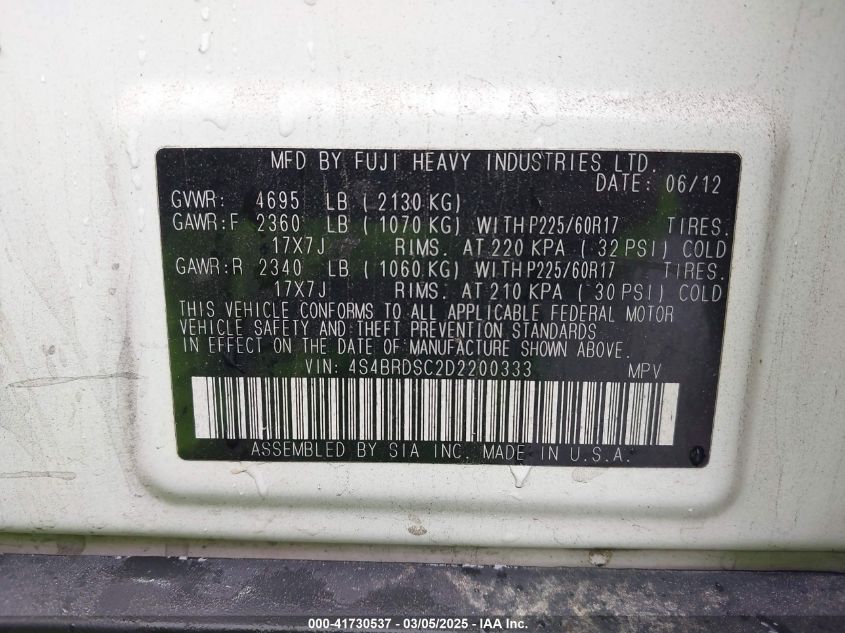 MFD BY FUJI HEAVY INDUSTRIES LTD.
DATE: 06/12
GVWR: 4695 LB ( 2130 KG)
GAWR:F 2360 LB ( 1070 KG) WITH P225/60R17 TIRES.
17X7J RIMS. AT 220 KPA ( 32 PSI) COLD
GAWR:R 2340 LB ( 1060 KG) WITH P225/60R17 TIRES.
17X7J RIMS. AT 210 KPA ( 30 PSI) COLD
THIS VEHICLE CONFORMS TO ALL APPLICABLE FEDERAL MOTOR
VEHICLE SAFETY AND THEFT PREVENTION STANDARDS
IN EFFECT ON THE DATE OF MANUFACTURE SHOWN ABOVE.
VIN: 4S4BRDSC2D2200333 MPV
ASSEMBLED BY SIA INC. MADE IN U.S.A.
000-41730537 - 03/05/2025 - IAA Inc.